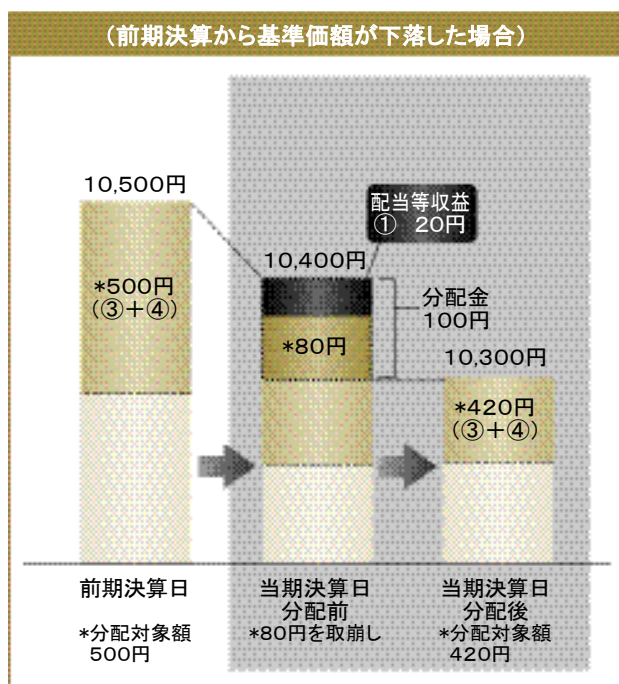 (前期決算から基準価額が下落した場合)
10,500円
*500円
(③+④)
配当等収益
① 20円
10,400円
*80円
分配金
100円
10,300円
*420円
(③+④)
前期決算日
*分配対象額
500円
当期決算日
分配前
*80円を取崩し
当期決算日
分配後
*分配対象額
420円